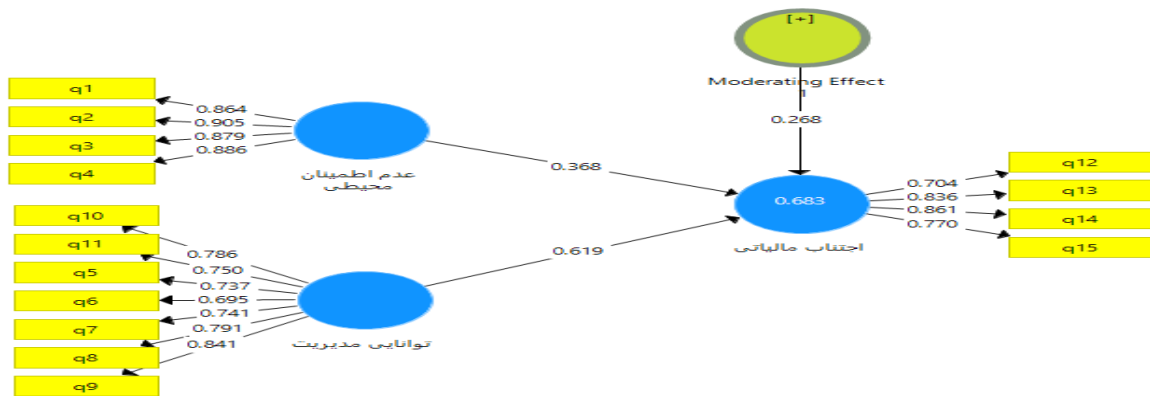 [+]
Moderating Effect
1
0.268
q1
q2
q3
q4
0.864
0.905
0.879
0.886
عدم اطمینان
محیطی
0.368
q10
q11
q5
q6
q7
q8
q9
0.786
0.750
0.737
0.695
0.741
0.791
0.841
توانایی مدیریت
0.619
0.683
اجتناب مالیاتی
0.704
0.836
0.861
0.770
q12
q13
q14
q15